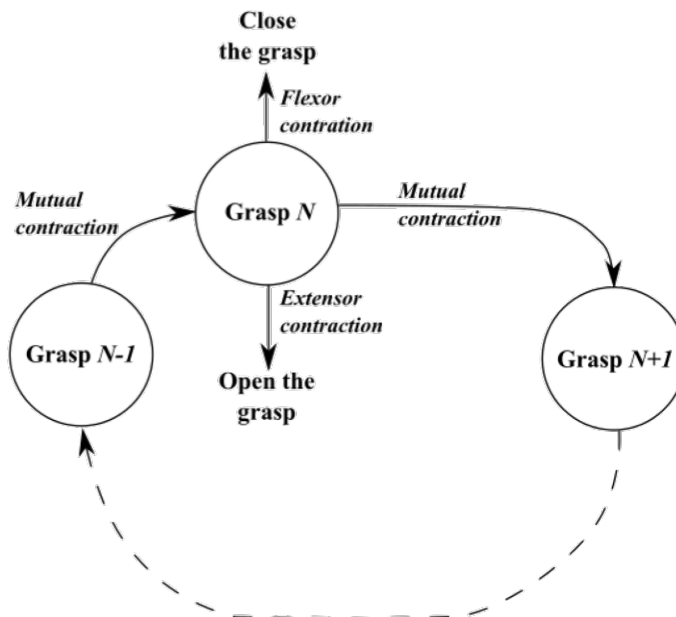 Close
the grasp
Flexor
contration
Mutual
contraction
Grasp N
Mutual
contraction
Extensor
contraction
Grasp N-1
Grasp N+1
Open the
grasp